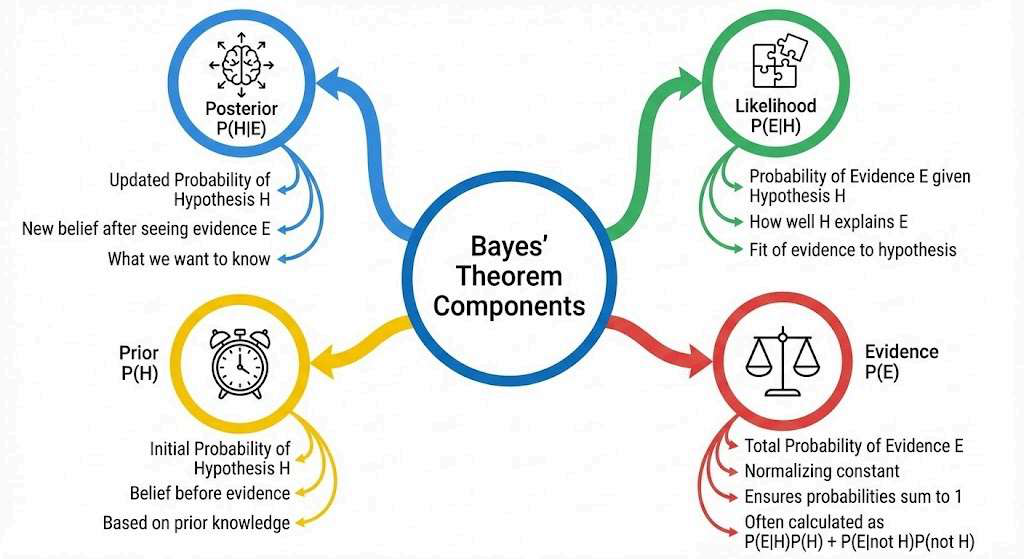 Posterior
P(H|E)
Updated Probability of
Hypothesis H
New belief after seeing evidence E
What we want to know
Likelihood
P(E|H)
Probability of Evidence E given
Hypothesis H
How well H explains E
Fit of evidence to hypothesis
Bayes'
Theorem
Components
Prior
P(H)
Initial Probability of
Hypothesis H
Belief before evidence
Based on prior knowledge
Evidence
P(E)
Total Probability of Evidence E
Normalizing constant
Ensures probabilities sum to 1
Often calculated as
P(E|H)P(H) + P(E|not H)P(not H)